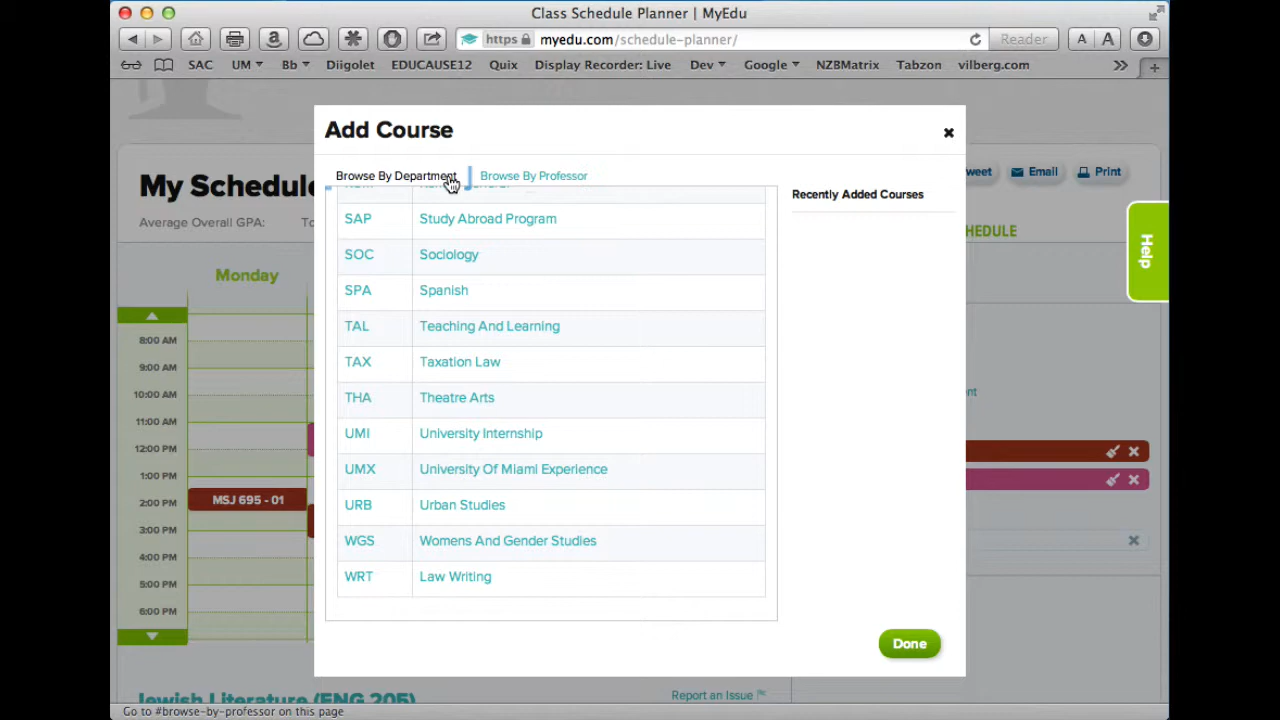 Class Schedule Planner | MyEdu
https myedu.com/schedule-planner/ Reader A A
SAC UM Bb Diigolet EDUCAUSE12 Quix Display Recorder: Live Dev Google NZBMatrix Tabzon vilberg.com >> +
Add Course
Browse By Department Browse By Professor
Recently Added Courses
SAP Study Abroad Program
SOC Sociology
SPA Spanish
TAL Teaching And Learning
TAX Taxation Law
THA Theatre Arts
UMI University Internship
UMX University Of Miami Experience
URB Urban Studies
WGS Womens And Gender Studies
WRT Law Writing
Done
My Schedule
weet Email Print
Average Overall GPA:
HEDULE
Help
Monday
8:00 AM
9:00 AM
10:00 AM
11:00 AM
12:00 PM
1:00 PM
2:00 PM
MSJ 695 - 01
3:00 PM
4:00 PM
5:00 PM
6:00 PM
Jewish Literature (ENG 205)
Report an Issue
Go to #browse-by-professor on this page